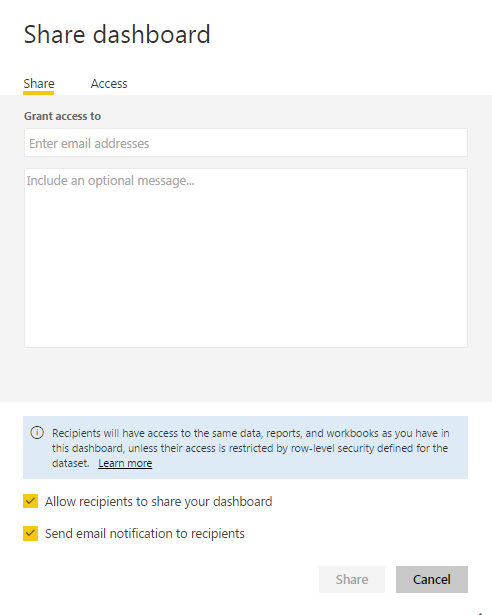 Share dashboard
Share Access
Grant access to
Enter email addresses
Include an optional message...
Recipients will have access to the same data, reports, and workbooks as you have in
this dashboard, unless their access is restricted by row-level security defined for the
dataset. Learn more
Allow recipients to share your dashboard
Send email notification to recipients
Share Cancel